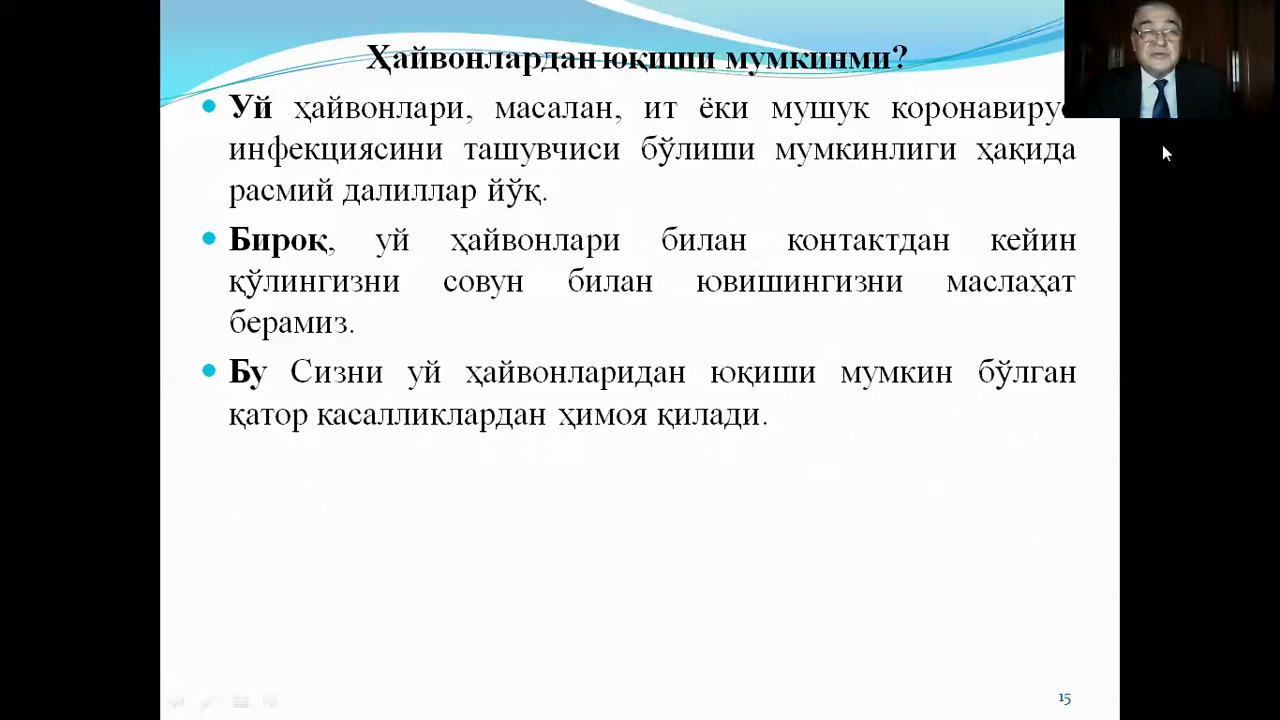 Ҳайвонлардан юқиши мумкинми?
Уй ҳайвонлари, масалан, ит ёки мушук коронавирус
инфекциясини ташувчиси бўлиши мумкинлиги ҳақида
расмий далиллар йўқ.
Бироқ, уй ҳайвонлари билан контактдан кейин
қўлингизни совун билан ювишингизни маслаҳат
берамиз.
Бу Сизни уй ҳайвонларидан юқиши мумкин бўлган
қатор касалликлардан ҳимоя қилади.
15